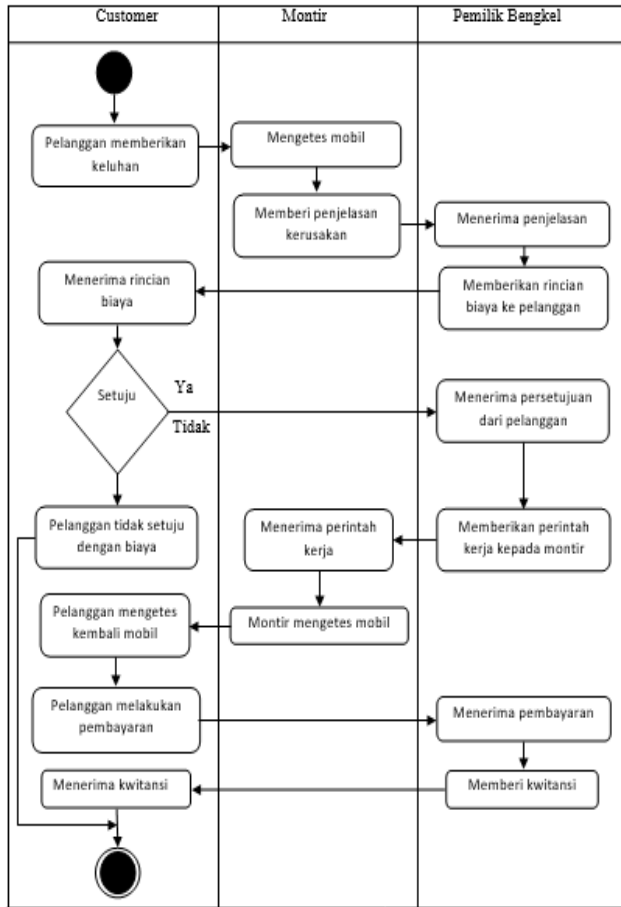 Customer
Montir
Pemilik Bengkel
Pelanggan memberikan
keluhan
Mengetes mobil
Memberi penjelasan
kerusakan
Menerima penjelasan
Menerima rincian
biaya
Memberikan rincian
biaya ke pelanggan
Setuju
Ya
Tidak
Menerima persetujuan
dari pelanggan
Pelanggan tidak setuju
dengan biaya
Menerima perintah
kerja
Memberikan perintah
kerja kepada montir
Pelanggan mengetes
kembali mobil
Montir mengetes mobil
Pelanggan melakukan
pembayaran
Menerima pembayaran
Menerima kwitansi
Memberi kwitansi